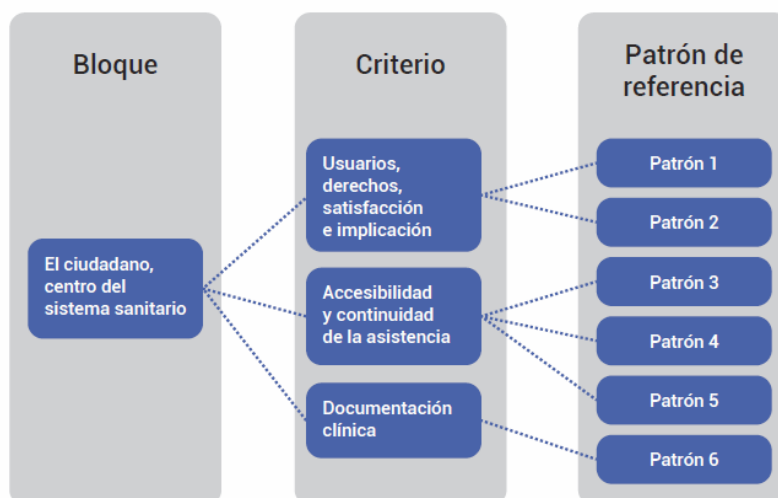 Bloque
El ciudadano,
centro del
sistema sanitario
Criterio
Usuarios,
derechos,
satisfacción
e implicación
Accesibilidad
y continuidad
de la asistencia
Documentación
clínica
Patrón de
referencia
Patrón 1
Patrón 2
Patrón 3
Patrón 4
Patrón 5
Patrón 6